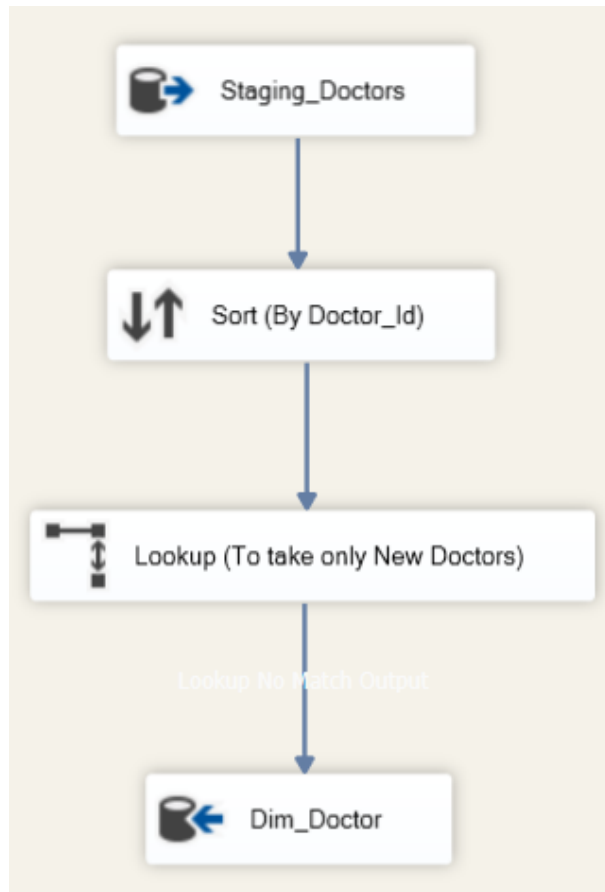 Staging_Doctors
Sort (By Doctor_Id)
Lookup (To take only New Doctors)
Lookup No Match Output
Dim_Doctor